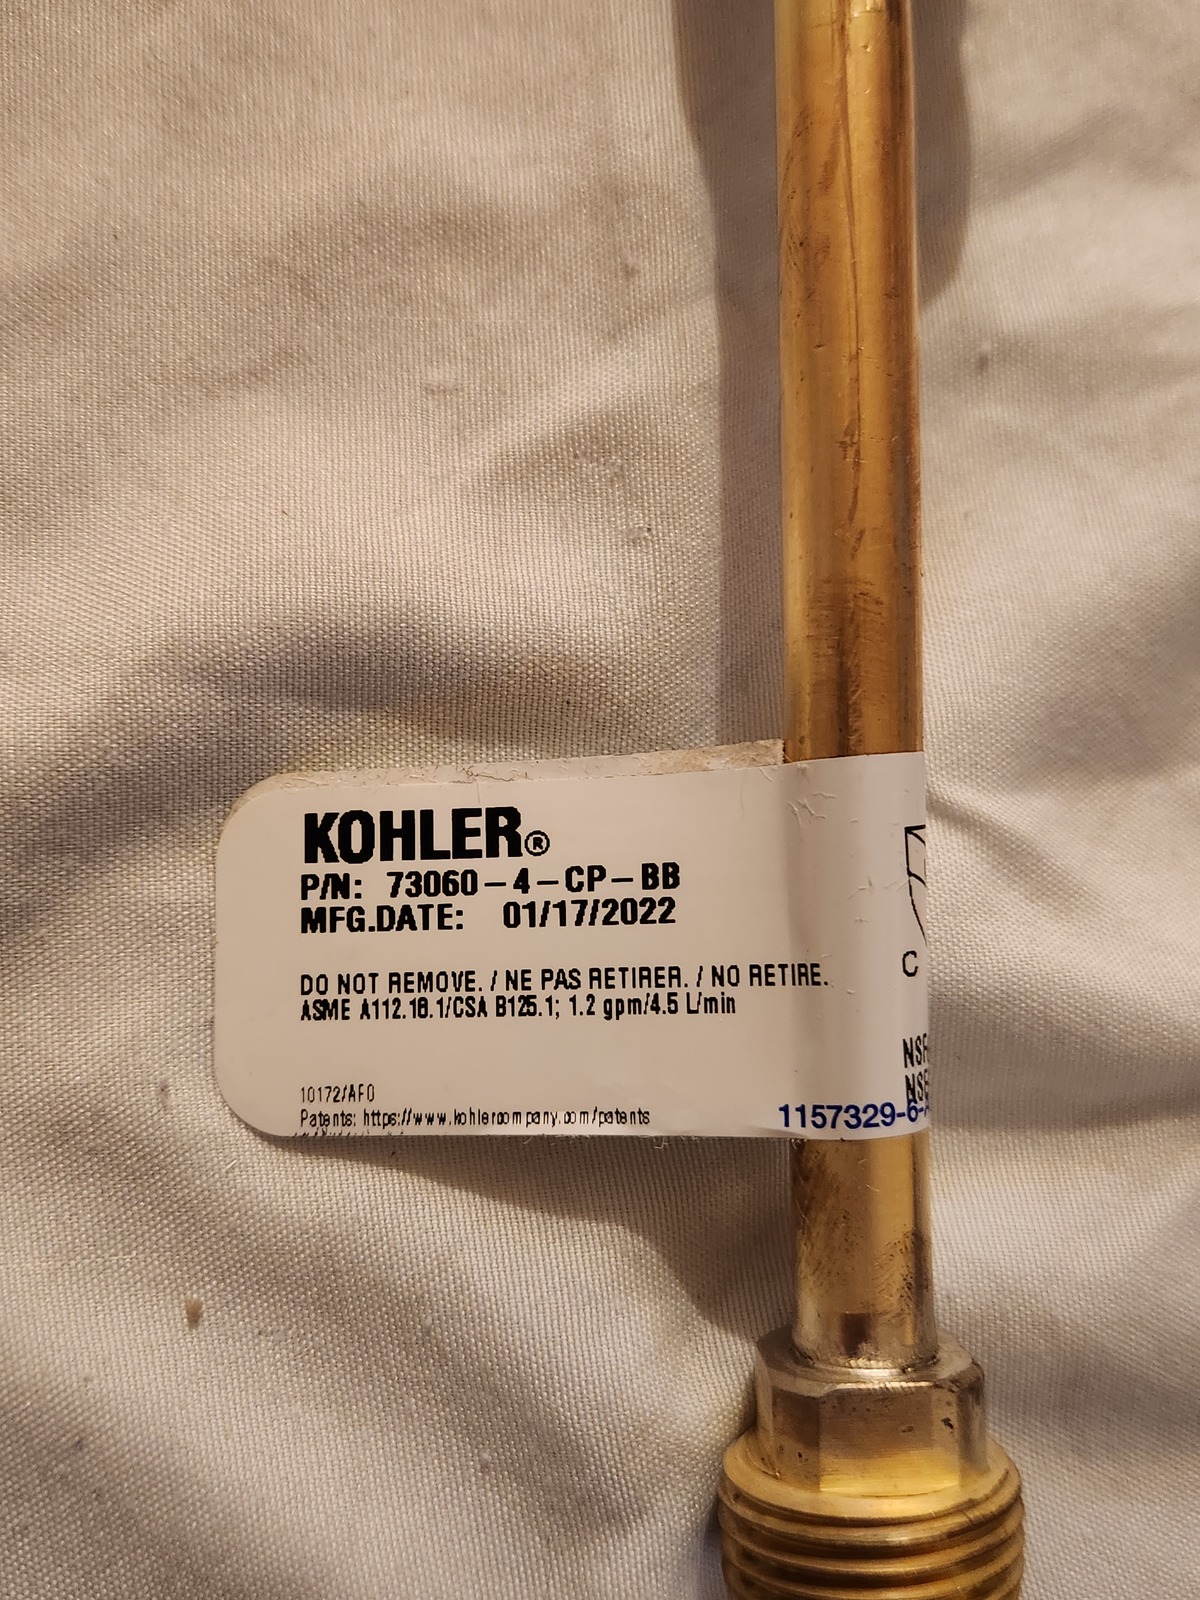 KOHLER®
P/N: 73060-4-CP-BB
MFG.DATE: 01/17/2022
DO NOT REMOVE. / NE PAS RETIRER. / NO RETIRE.
ASME A112.18.1/CSA B125.1; 1.2 gpm/4.5 L/min
C
10172/AF0
Patents: https://www.kohlercompany.com/patents
1157329-6-